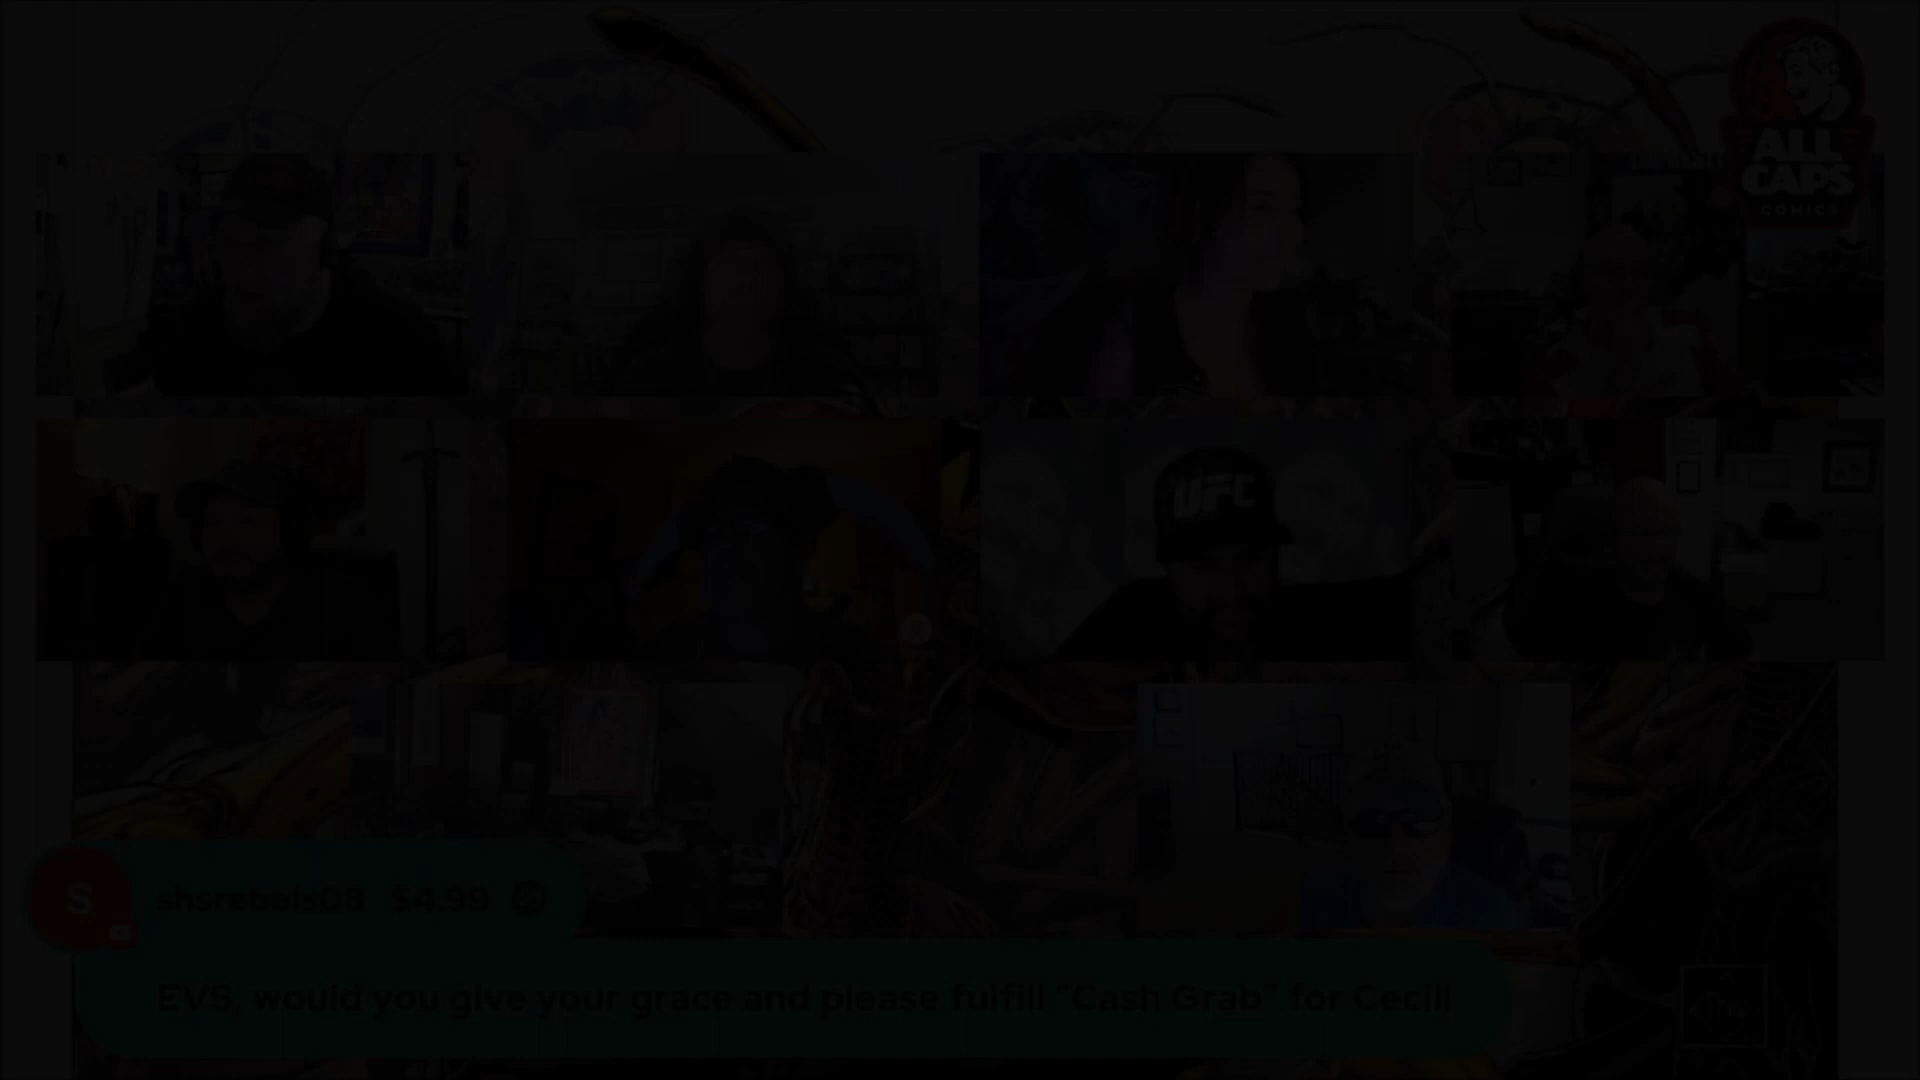 ALL
CAPS
COMICS
UFC
S
shsrebels08 $4.99
EVS, would you give your grace and please fulfill "Cash Grab" for Cecil!